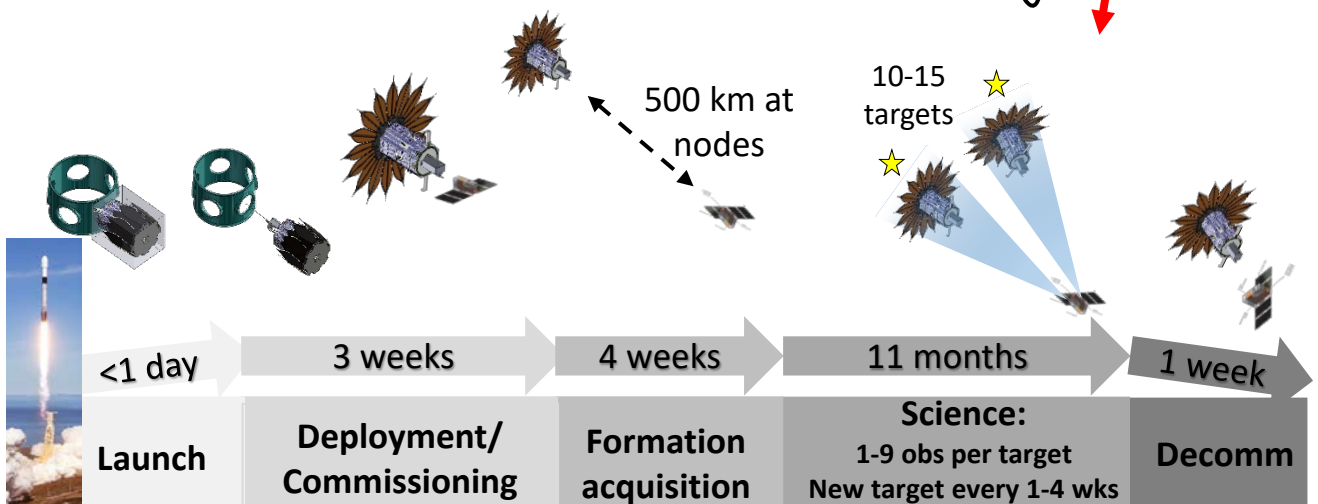 500 km at
nodes
10-15
targets
<1 day
3 weeks
4 weeks
11 months
1 week
Launch
Deployment/
Commissioning
Formation
acquisition
Science:
1-9 obs per target
New target every 1-4 wks
Decomm